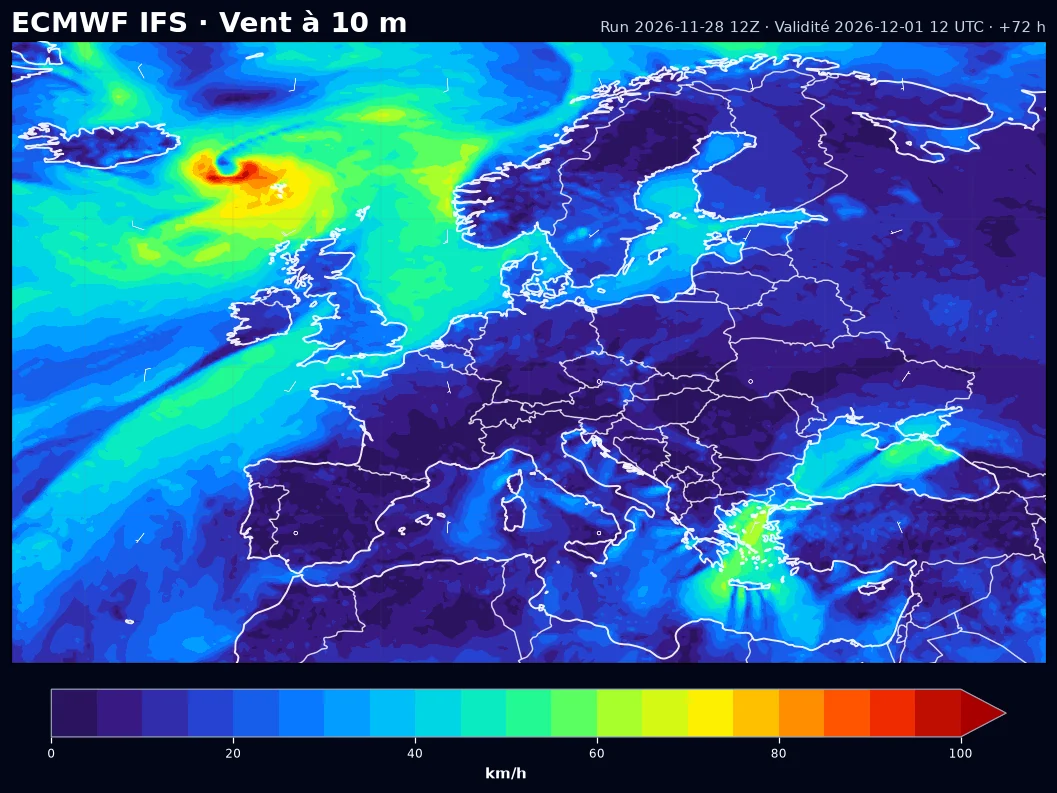 ECMWF IFS · Vent à 10 m
Run 2026-11-28 12Z · Validité 2026-12-01 12 UTC · +72 h
0 20 40 60 80 100
km/h